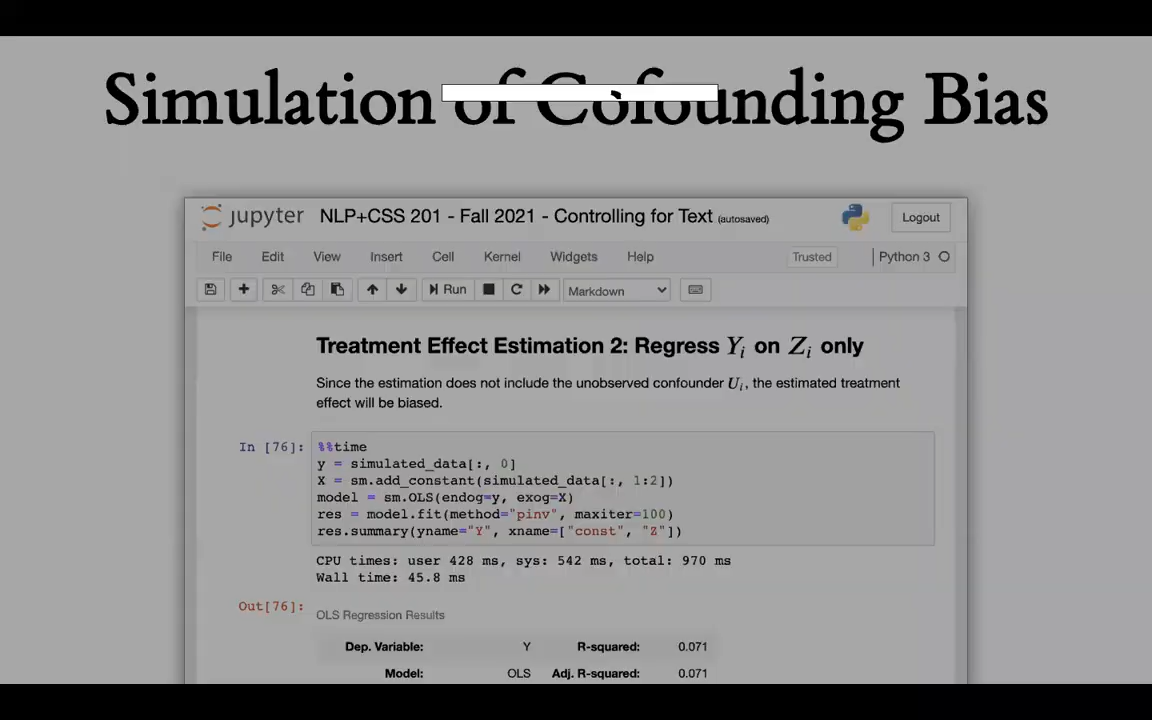 Simulation of Cofounding Bias
jupyter NLP+CSS 201 - Fall 2021 - Controlling for Text (autosaved) Logout
File Edit View Insert Cell Kernel Widgets Help Trusted Python 3
Run Markdown
Treatment Effect Estimation 2: Regress Yi on Zi only
Since the estimation does not include the unobserved confounder Ui, the estimated treatment
effect will be biased.
In [76]: %%time
y = simulated_data[:, 0]
X = sm.add_constant(simulated_data[:, 1:2])
model = sm.OLS(endog=y, exog=X)
res = model.fit(method="pinv", maxiter=100)
res.summary(yname="Y", xname=["const", "Z"])
CPU times: user 428 ms, sys: 542 ms, total: 970 ms
Wall time: 45.8 ms
Out[76]: OLS Regression Results
Dep. Variable: Y R-squared: 0.071
Model: OLS Adj. R-squared: 0.071